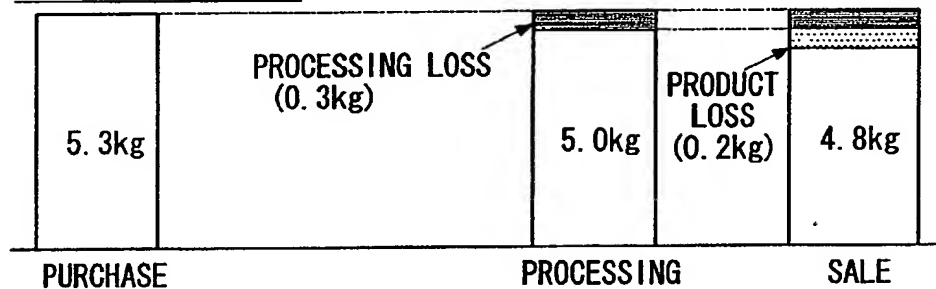 PROCESSING LOSS
(0.3kg)
PRODUCT
LOSS
(0.2kg)
5.3kg
5.0kg
4.8kg
PURCHASE
PROCESSING
SALE